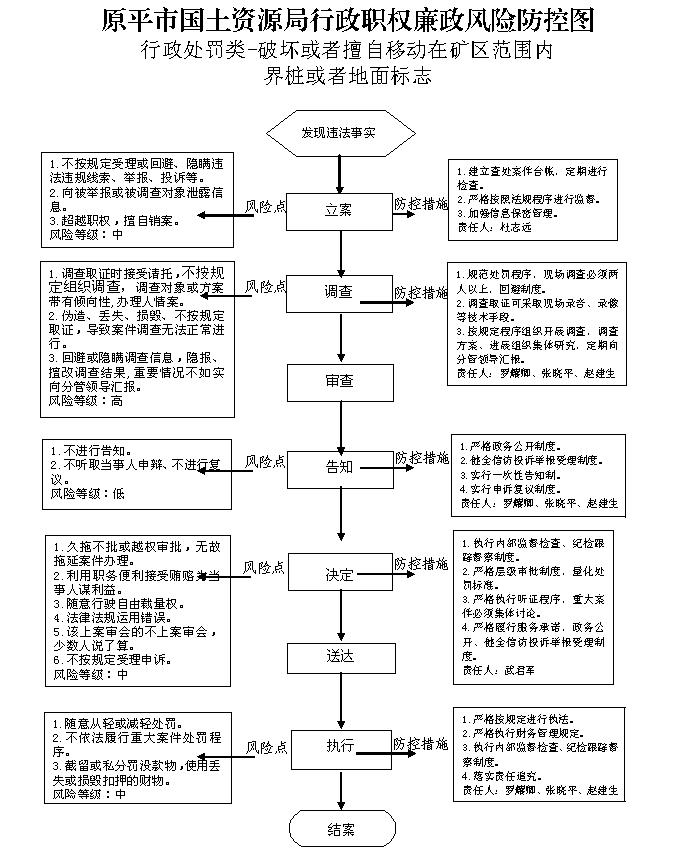 原平市国土资源局行政职权廉政风险防控图
行政处罚类-破坏或者擅自移动在矿区范围内
界桩或者地面标志
发现违法事实
1.不按规定受理或回避、隐瞒违
法违规线索、举报、投诉等。
2.向被举报或被调查对象泄露信
息。
3.超越职权，擅自销案。
风险等级：中
风险点
立案
防控措施
1.建立查处案件台帐，定期进行
检查。
2.严格按照法规程序进行监督。
3.加强信息保密管理。
责任人：杜志远
1.调查取证时接受请托，不按规
定组织调查，调查对象或方案
带有倾向性,办理人情案。
2.伪造、丢失、损毁、不按规定
取证，导致案件调查无法正常进
行。
3.回避或隐瞒调查信息，隐报、
擅改调查结果,重要情况不如实
向分管领导汇报。
风险等级：高
风险点
调查
防控措施
1.规范处罚程序，现场调查必须两
人以上，回避制度。
2.调查取证可采取现场录音、录像
等技术手段。
3.按规定程序组织开展调查，调查
方案、进展组织集体研究，定期向
分管领导汇报。
责任人：罗耀卿、张晓平、赵建生
审查
1.不进行告知。
2.不听取当事人申辩、不进行复
议。
风险等级：低
风险点
告知
防控措施
1.严格政务公开制度。
2.健全信访投诉举报受理制度。
3.实行一次性告知制。
4.实行申诉复议制度。
责任人：罗耀卿、张晓平、赵建生
1.久拖不批或越权审批，无故
拖延案件办理。
2.利用职务便利接受贿赂为当
事人谋利益。
3.随意行驶自由裁量权。
4.法律法规运用错误。
5.该上案审会的不上案审会，
少数人说了算。
6.不按规定受理申诉。
风险等级：中
风险点
决定
防控措施
1.执行内部监督检查、纪检跟
踪督察制度。
2.严格层级审批制度，量化处
罚标准。
3.严格执行听证程序，重大案
件必须集体讨论。
4.严格履行服务承诺，政务公
开、健全信访投诉举报受理制
度。
责任人：武君军
送达
1.随意从轻或减轻处罚。
2.不依法履行重大案件处罚程
序。
3.截留或私分罚没款物,使用丢
失或损毁扣押的财物。
风险等级：中
风险点
执行
防控措施
1.严格按规定进行执法。
2.严格执行财务管理规定。
3.执行内部监督检查、纪检跟踪督
察制度。
4.落实责任追究。
责任人：罗耀卿、张晓平、赵建生
结案